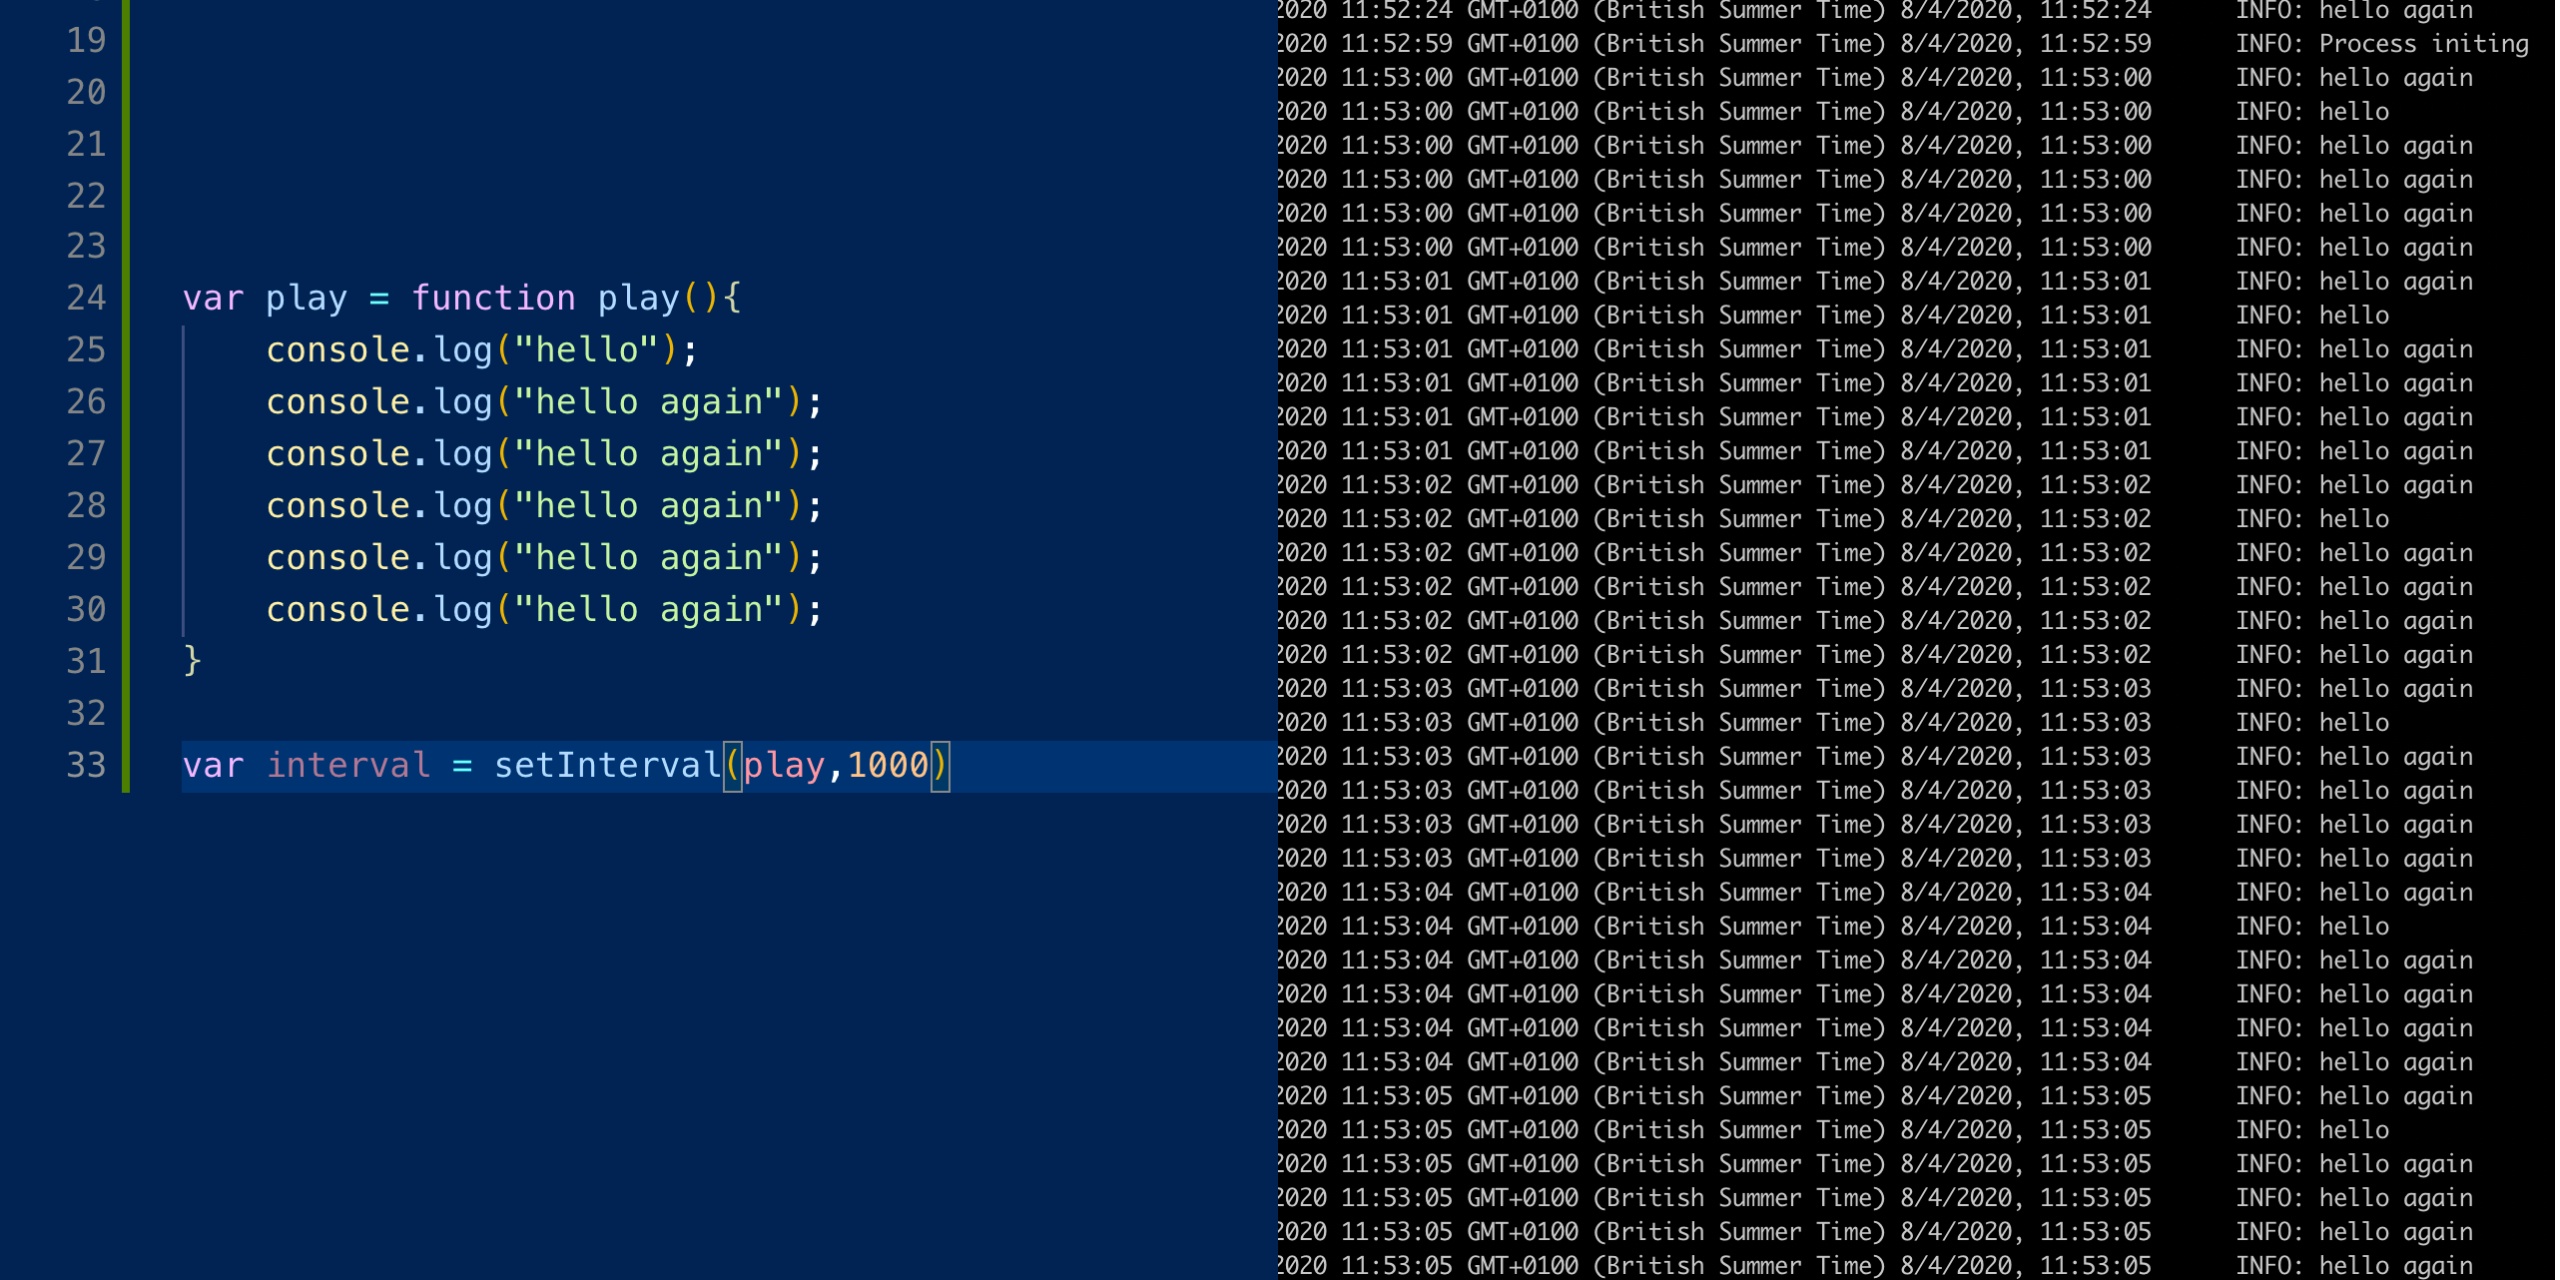 19
20
21
22
23
24 var play = function play(){
25 console.log("hello");
26 console.log("hello again");
27 console.log("hello again");
28 console.log("hello again");
29 console.log("hello again");
30 console.log("hello again");
31 }
32
33 var interval = setInterval(play,1000)
2020 11:52:24 GMT+0100 (British Summer Time) 8/4/2020, 11:52:24 INFO: hello again
2020 11:52:59 GMT+0100 (British Summer Time) 8/4/2020, 11:52:59 INFO: Process initing
2020 11:53:00 GMT+0100 (British Summer Time) 8/4/2020, 11:53:00 INFO: hello again
2020 11:53:00 GMT+0100 (British Summer Time) 8/4/2020, 11:53:00 INFO: hello
2020 11:53:00 GMT+0100 (British Summer Time) 8/4/2020, 11:53:00 INFO: hello again
2020 11:53:00 GMT+0100 (British Summer Time) 8/4/2020, 11:53:00 INFO: hello again
2020 11:53:00 GMT+0100 (British Summer Time) 8/4/2020, 11:53:00 INFO: hello again
2020 11:53:00 GMT+0100 (British Summer Time) 8/4/2020, 11:53:00 INFO: hello again
2020 11:53:01 GMT+0100 (British Summer Time) 8/4/2020, 11:53:01 INFO: hello again
2020 11:53:01 GMT+0100 (British Summer Time) 8/4/2020, 11:53:01 INFO: hello
2020 11:53:01 GMT+0100 (British Summer Time) 8/4/2020, 11:53:01 INFO: hello again
2020 11:53:01 GMT+0100 (British Summer Time) 8/4/2020, 11:53:01 INFO: hello again
2020 11:53:01 GMT+0100 (British Summer Time) 8/4/2020, 11:53:01 INFO: hello again
2020 11:53:01 GMT+0100 (British Summer Time) 8/4/2020, 11:53:01 INFO: hello again
2020 11:53:02 GMT+0100 (British Summer Time) 8/4/2020, 11:53:02 INFO: hello again
2020 11:53:02 GMT+0100 (British Summer Time) 8/4/2020, 11:53:02 INFO: hello
2020 11:53:02 GMT+0100 (British Summer Time) 8/4/2020, 11:53:02 INFO: hello again
2020 11:53:02 GMT+0100 (British Summer Time) 8/4/2020, 11:53:02 INFO: hello again
2020 11:53:02 GMT+0100 (British Summer Time) 8/4/2020, 11:53:02 INFO: hello again
2020 11:53:02 GMT+0100 (British Summer Time) 8/4/2020, 11:53:02 INFO: hello again
2020 11:53:03 GMT+0100 (British Summer Time) 8/4/2020, 11:53:03 INFO: hello again
2020 11:53:03 GMT+0100 (British Summer Time) 8/4/2020, 11:53:03 INFO: hello
2020 11:53:03 GMT+0100 (British Summer Time) 8/4/2020, 11:53:03 INFO: hello again
2020 11:53:03 GMT+0100 (British Summer Time) 8/4/2020, 11:53:03 INFO: hello again
2020 11:53:03 GMT+0100 (British Summer Time) 8/4/2020, 11:53:03 INFO: hello again
2020 11:53:03 GMT+0100 (British Summer Time) 8/4/2020, 11:53:03 INFO: hello again
2020 11:53:04 GMT+0100 (British Summer Time) 8/4/2020, 11:53:04 INFO: hello again
2020 11:53:04 GMT+0100 (British Summer Time) 8/4/2020, 11:53:04 INFO: hello
2020 11:53:04 GMT+0100 (British Summer Time) 8/4/2020, 11:53:04 INFO: hello again
2020 11:53:04 GMT+0100 (British Summer Time) 8/4/2020, 11:53:04 INFO: hello again
2020 11:53:04 GMT+0100 (British Summer Time) 8/4/2020, 11:53:04 INFO: hello again
2020 11:53:04 GMT+0100 (British Summer Time) 8/4/2020, 11:53:04 INFO: hello again
2020 11:53:05 GMT+0100 (British Summer Time) 8/4/2020, 11:53:05 INFO: hello again
2020 11:53:05 GMT+0100 (British Summer Time) 8/4/2020, 11:53:05 INFO: hello
2020 11:53:05 GMT+0100 (British Summer Time) 8/4/2020, 11:53:05 INFO: hello again
2020 11:53:05 GMT+0100 (British Summer Time) 8/4/2020, 11:53:05 INFO: hello again
2020 11:53:05 GMT+0100 (British Summer Time) 8/4/2020, 11:53:05 INFO: hello again
2020 11:53:05 GMT+0100 (British Summer Time) 8/4/2020, 11:53:05 INFO: hello again